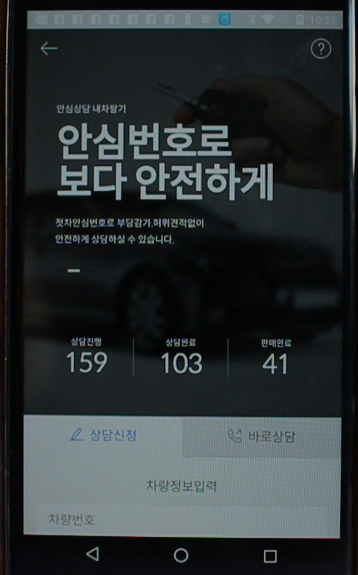 10:50
안심상담 내차팔기
안심번호로
보다 안전하게
첫차안심번호로 부당감가,허위견적없이
안전하게 상담하실 수 있습니다.
상담진행 상담완료 판매완료
159 103 41
상담신청 바로상담
차량정보입력
차량번호